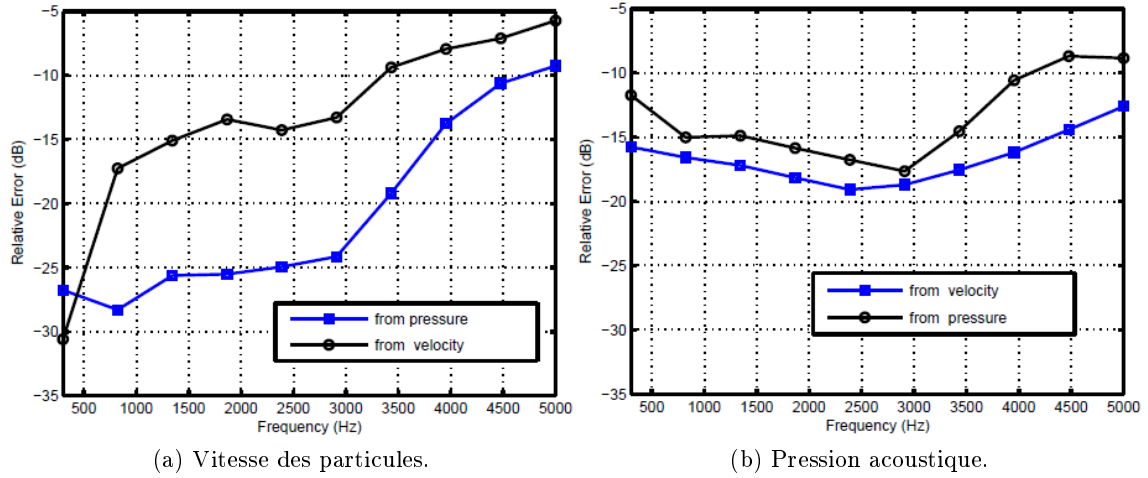 −5
−10
−15
−20
−25
−30
−35
Relative Error (dB)
from pressure
from velocity
500 1000 1500 2000 2500 3000 3500 4000 4500 5000
Frequency (Hz)
(a) Vitesse des particules.
−5
−10
−15
−20
−25
−30
−35
Relative Error (dB)
from velocity
from pressure
500 1000 1500 2000 2500 3000 3500 4000 4500 5000
Frequency (Hz)
(b) Pression acoustique.